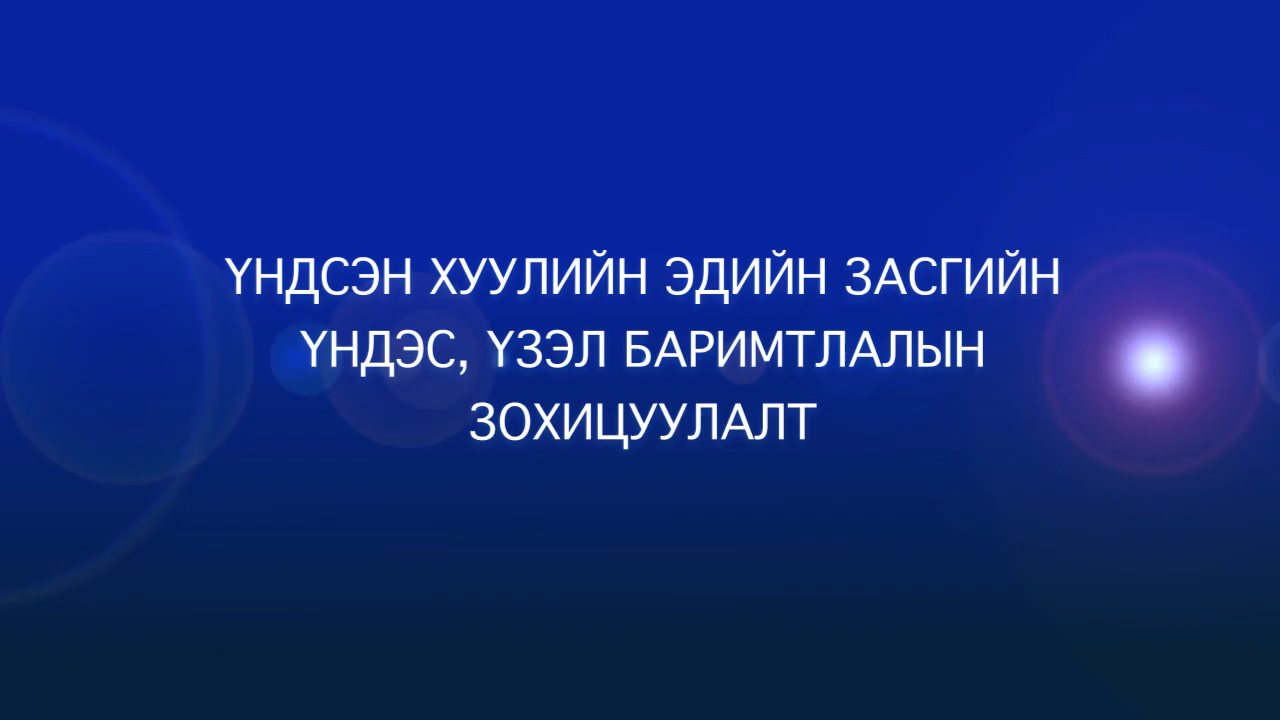 ҮНДСЭН ХУУЛИЙН ЭДИЙН ЗАСГИЙН
ҮНДЭС, ҮЗЭЛ БАРИМТЛАЛЫН
ЗОХИЦУУЛАЛТ